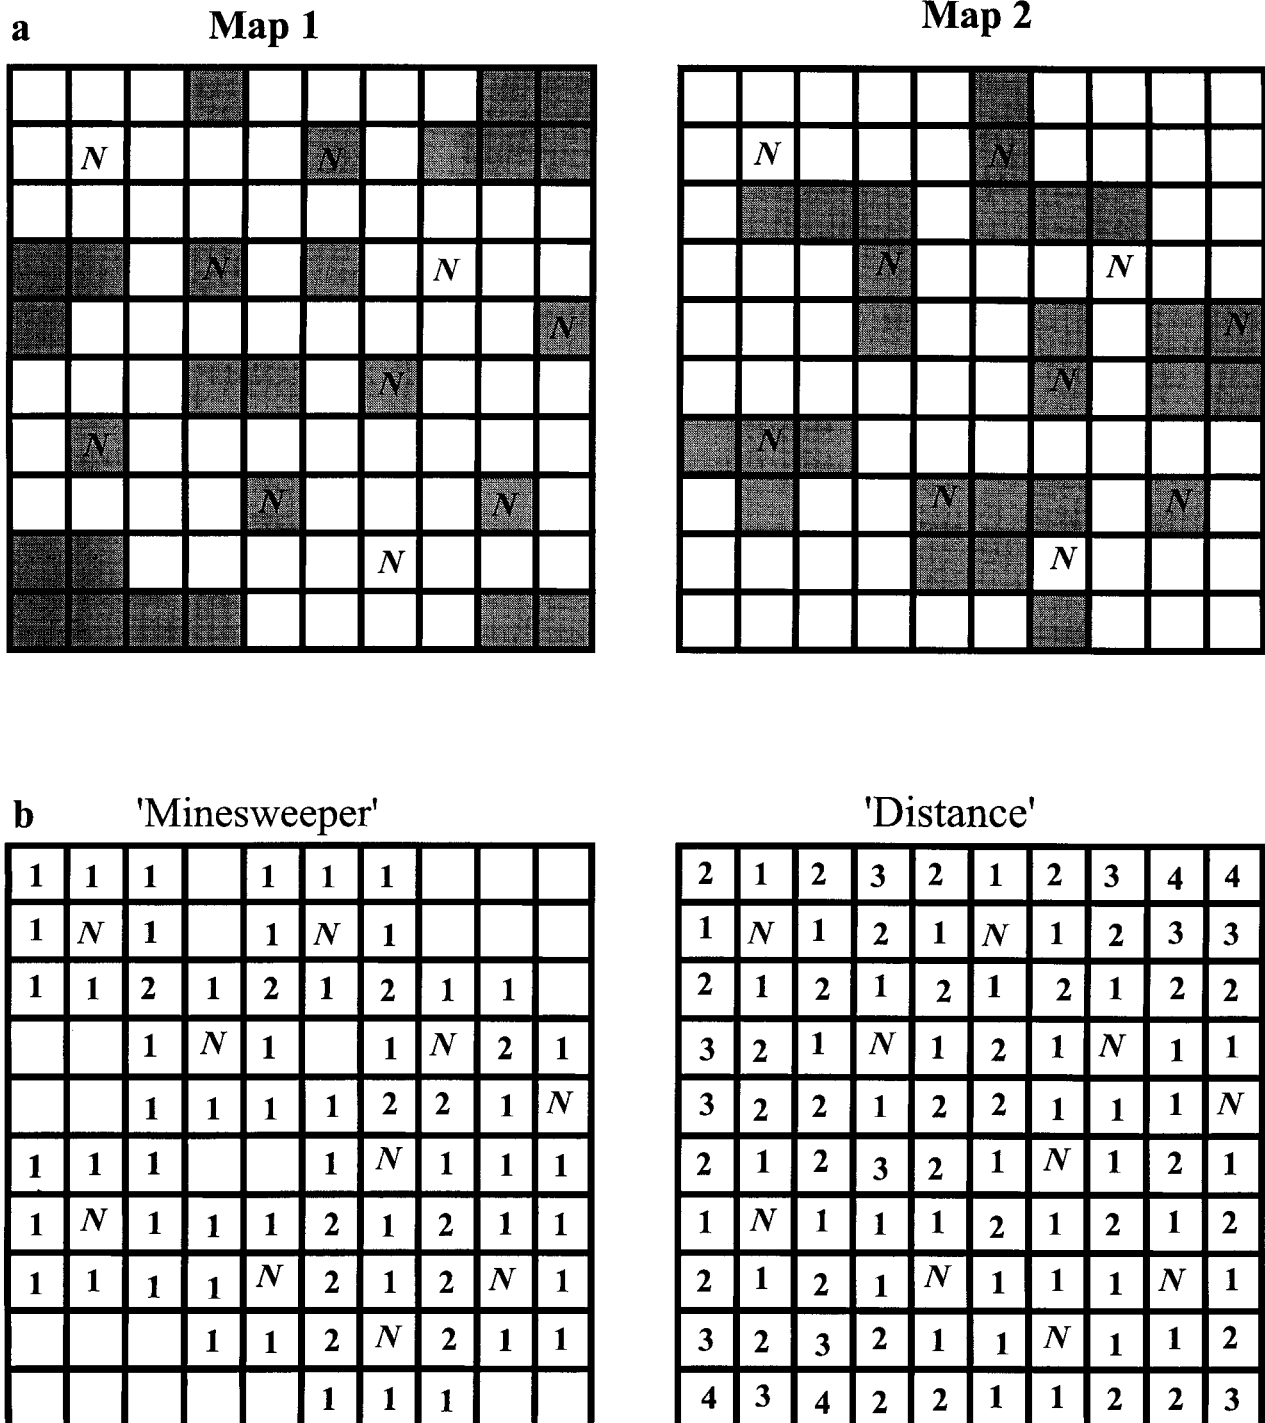 a Map 1 Map 2
N N N N
N N N N
N N
N N
N N
N N N N
N N
b 'Minesweeper' 'Distance'
1 1 1 1 1 1 2 1 2 3 2 1 2 3 4 4
1 N 1 1 N 1 1 N 1 2 1 N 1 2 3 3
1 1 2 1 2 1 2 1 1 2 1 2 1 2 1 2 1 2 2
1 N 1 1 N 2 1 3 2 1 N 1 2 1 N 1 1
1 1 1 1 2 2 1 N 3 2 2 1 2 2 1 1 1 N
1 1 1 1 N 1 1 1 2 1 2 3 2 1 N 1 2 1
1 N 1 1 1 2 1 2 1 1 1 N 1 1 1 2 1 2 1 2
1 1 1 1 N 2 1 2 N 1 2 1 2 1 N 1 1 1 N 1
1 1 2 N 2 1 1 3 2 3 2 1 1 N 1 1 2
1 1 1 4 3 4 2 2 1 1 2 2 3